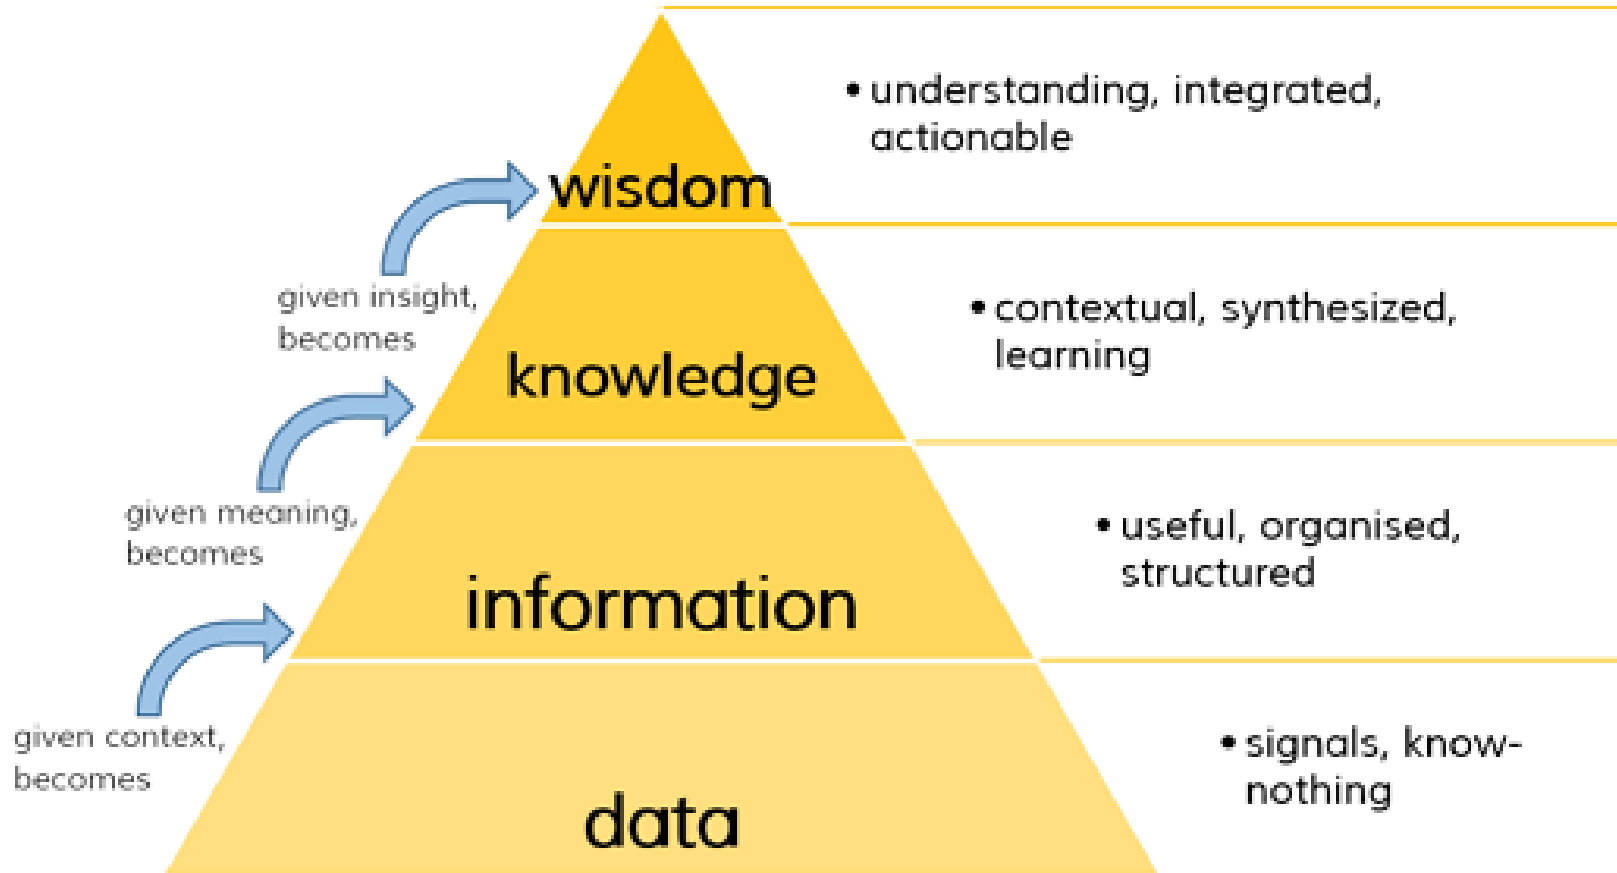 • understanding, integrated,
actionable
wisdom
given insight,
becomes
• contextual, synthesized,
learning
knowledge
given meaning,
becomes
• useful, organised,
structured
information
given context,
becomes
• signals, know-
nothing
data